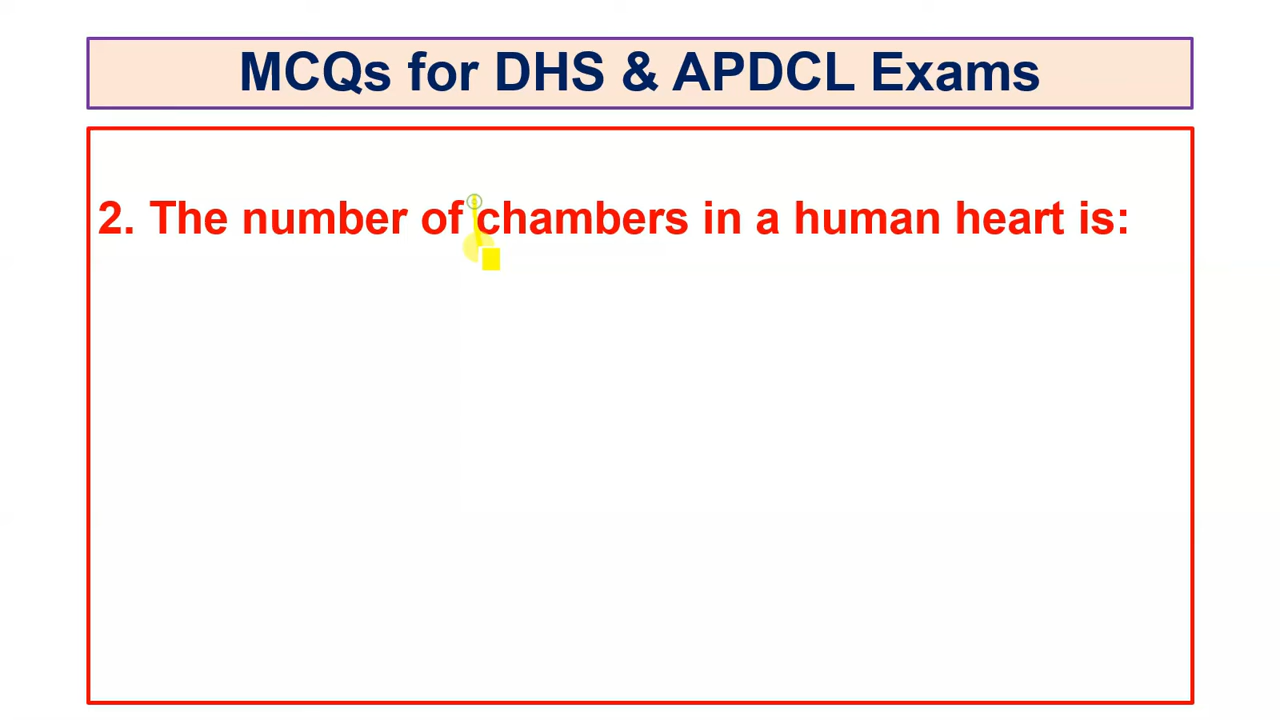 MCQs for DHS & APDCL Exams
2. The number of chambers in a human heart is: